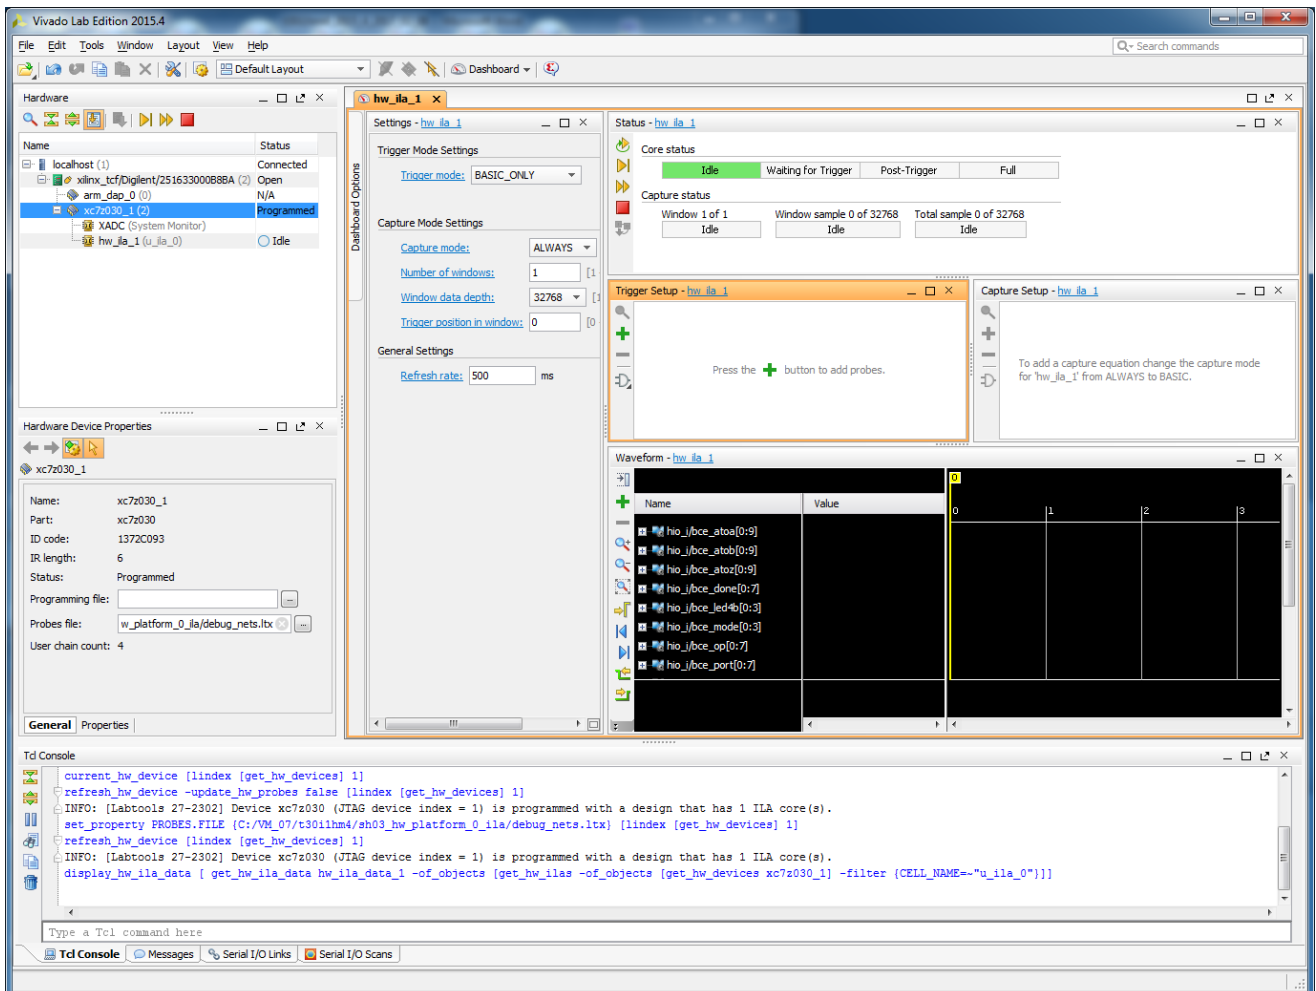 Vivado Lab Edition 2015.4
File Edit Tools Window Layout View Help
Search commands
Default Layout
Dashboard
Hardware
Name Status
localhost (1) Connected
xilinx_tcf/Digilent/251633000B8BA (2) Open
arm_dap_0 (0) N/A
xc7z030_1 (2) Programmed
XADC (System Monitor)
hw_ila_1 (u_ila_0) Idle
Hardware Device Properties
xc7z030_1
Name: xc7z030_1
Part: xc7z030
ID code: 1372C093
IR length: 6
Status: Programmed
Programming file:
Probes file: w_platform_0_ila/debug_nets.ltx
User chain count: 4
General Properties
hw_ila_1
Dashboard Options
Settings - hw_ila_1
Trigger Mode Settings
Trigger mode: BASIC_ONLY
Capture Mode Settings
Capture mode: ALWAYS
Number of windows: 1 [1
Window data depth: 32768 [1
Trigger position in window: 0 [0
General Settings
Refresh rate: 500 ms
Status - hw_ila_1
Core status
Idle Waiting for Trigger Post-Trigger Full
Capture status
Window 1 of 1 Window sample 0 of 32768 Total sample 0 of 32768
Idle Idle Idle
Trigger Setup - hw_ila_1
Press the + button to add probes.
Capture Setup - hw_ila_1
To add a capture equation change the capture mode
for 'hw_ila_1' from ALWAYS to BASIC.
Waveform - hw_ila_1
Name Value
0
0 1 2 3
hio_i/bce_atoa[0:9]
hio_i/bce_atob[0:9]
hio_i/bce_atoz[0:9]
hio_i/bce_done[0:7]
hio_i/bce_led4b[0:3]
hio_i/bce_mode[0:3]
hio_i/bce_op[0:7]
hio_i/bce_port[0:7]
Tcl Console
current_hw_device [lindex [get_hw_devices] 1]
refresh_hw_device -update_hw_probes false [lindex [get_hw_devices] 1]
INFO: [Labtools 27-2302] Device xc7z030 (JTAG device index = 1) is programmed with a design that has 1 ILA core(s).
set_property PROBES.FILE {C:/VM_07/t30i1hm4/sh03_hw_platform_0_ila/debug_nets.ltx} [lindex [get_hw_devices] 1]
refresh_hw_device [lindex [get_hw_devices] 1]
INFO: [Labtools 27-2302] Device xc7z030 (JTAG device index = 1) is programmed with a design that has 1 ILA core(s).
display_hw_ila_data [ get_hw_ila_data hw_ila_data_1 -of_objects [get_hw_ilas -of_objects [get_hw_devices xc7z030_1] -filter {CELL_NAME=~"u_ila_0"}]]
Type a Tcl command here
Tcl Console Messages Serial I/O Links Serial I/O Scans